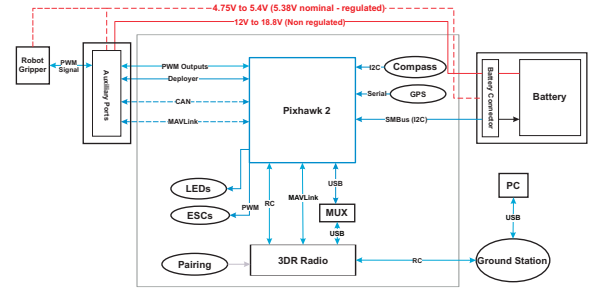 4.75V to 5.4V (5.38V nominal - regulated)
12V to 18.8V (Non regulated)
Robot
Gripper
PWM
Signal
Auxiliary Ports
PWM Outputs
Deployer
CAN
MAVLink
Pixhawk 2
I2C
Compass
Serial
GPS
SMBus (I2C)
Battery Connector
Battery
LEDs
ESCs
PWM
RC
MAVLink
USB
MUX
USB
PC
USB
Pairing
3DR Radio
RC
Ground Station